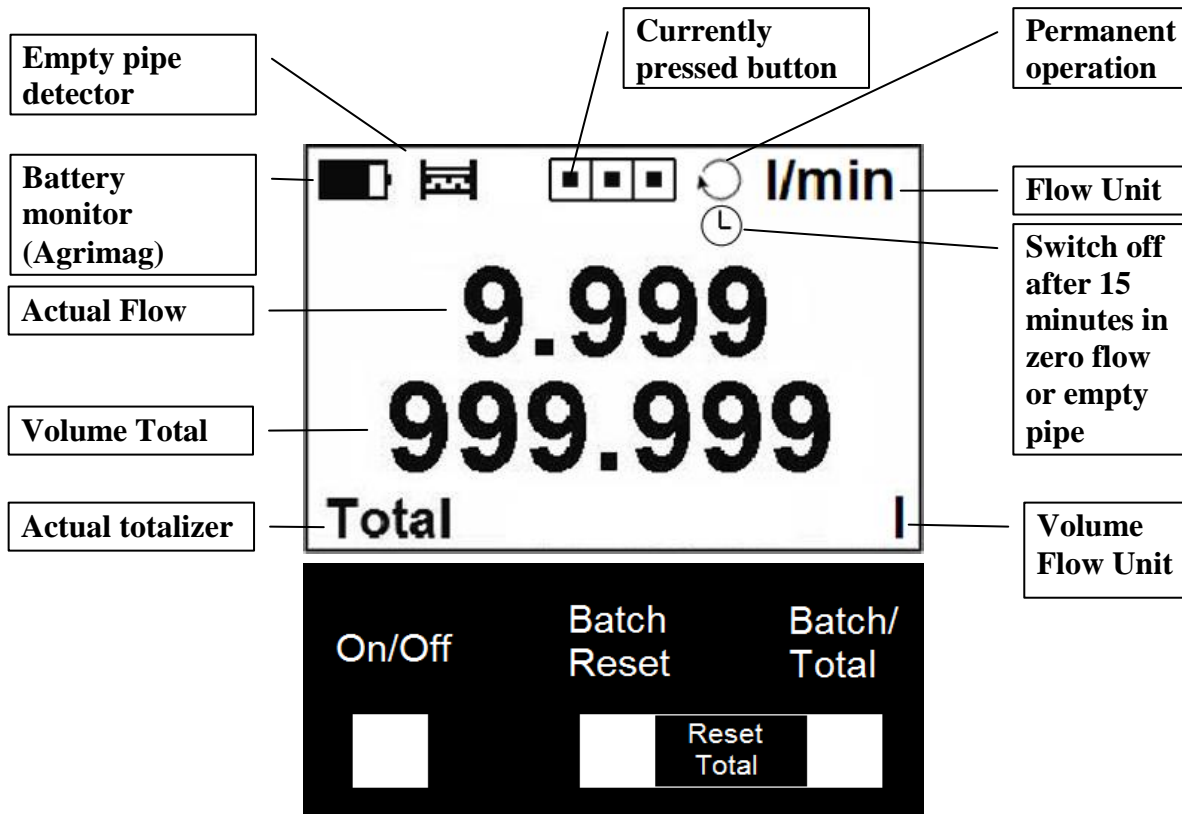 Empty pipe
detector
Currently
pressed button
Permanent
operation
Battery
monitor
(Agrimag)
l/min
Flow Unit
Switch off
after 15
minutes in
zero flow
or empty
pipe
Actual Flow
9.999
Volume Total
999.999
Actual totalizer
Total
l
Volume
Flow Unit
On/Off
Batch
Reset
Batch/
Total
Reset
Total